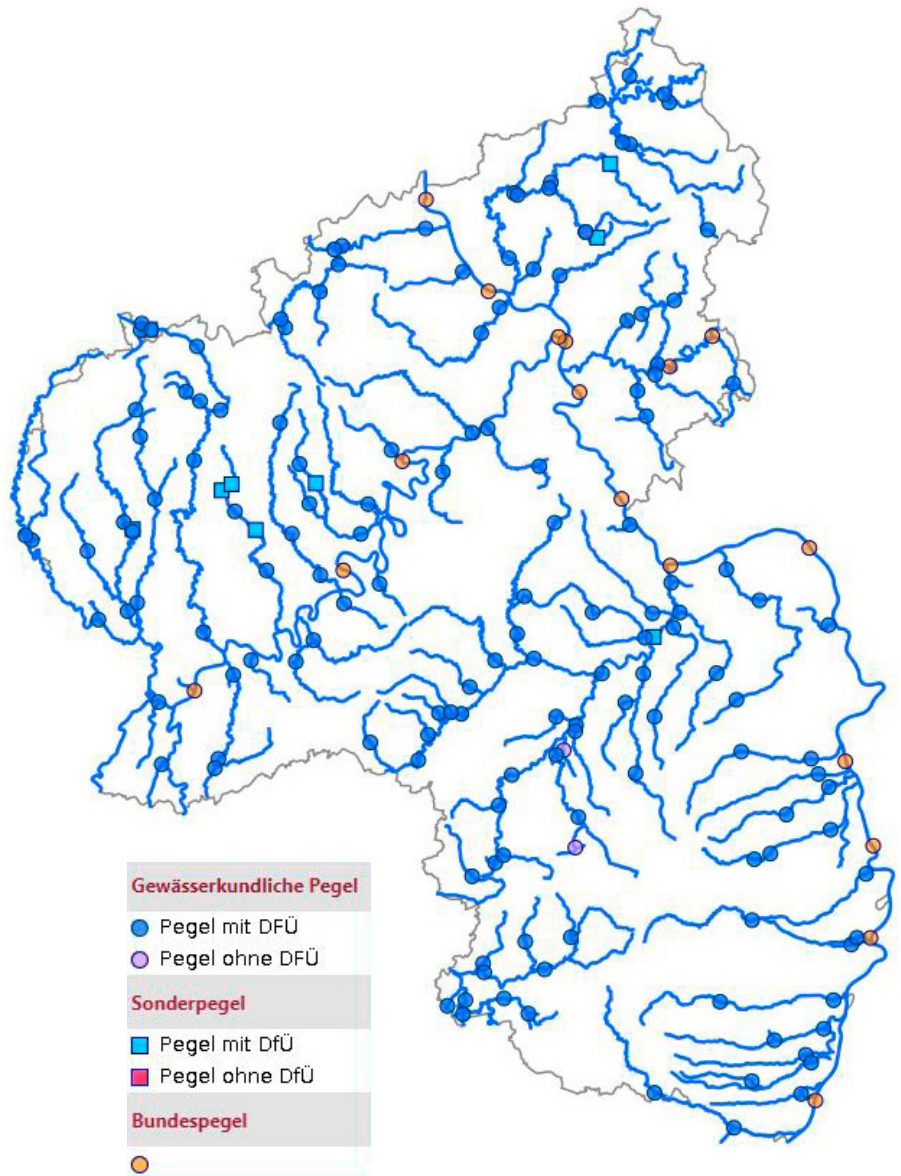 Gewässerkundliche Pegel
Pegel mit DFÜ
Pegel ohne DFÜ
Sonderpegel
Pegel mit DfÜ
Pegel ohne DfÜ
Bundespegel